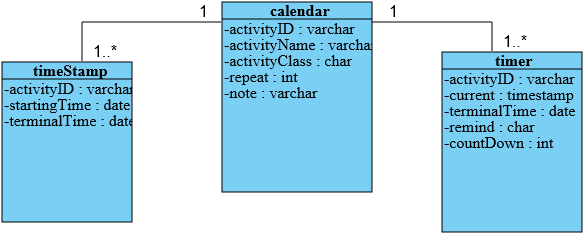 1
calendar
1
-activityID : varchar
-activityName : varchar
-activityClass : char
-repeat : int
-note : varchar
1..*
timeStamp
-activityID : varchar
-startingTime : date
-terminalTime : date
1..*
timer
-activityID : varchar
-current : timestamp
-terminalTime : date
-remind : char
-countDown : int